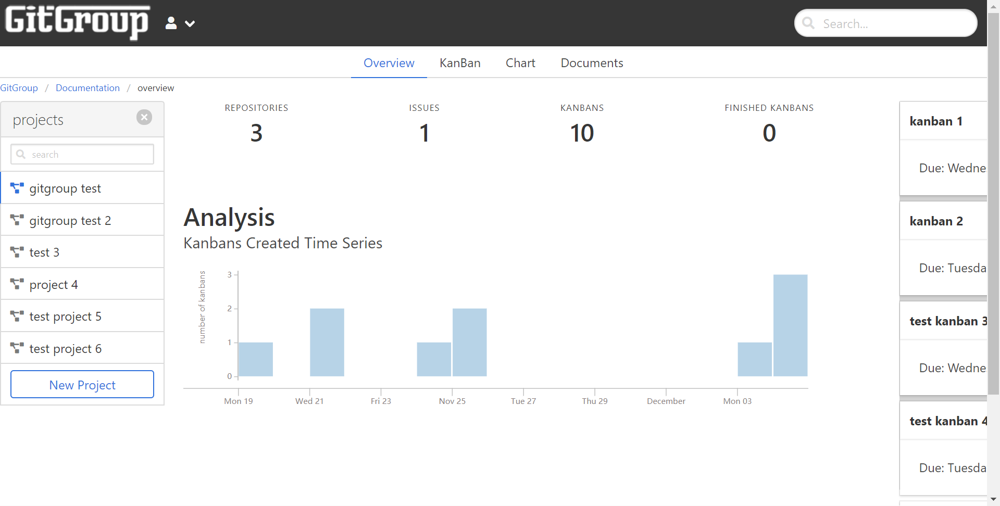 GitGroup
Search...
Overview KanBan Chart Documents
GitGroup / Documentation / overview
projects
search
gitgroup test
gitgroup test 2
test 3
project 4
test project 5
test project 6
New Project
REPOSITORIES
3
ISSUES
1
KANBANS
10
FINISHED KANBANS
0
Analysis
Kanbans Created Time Series
number of kanbans
3
2
1
0
Mon 19 Wed 21 Fri 23 Nov 25 Tue 27 Thu 29 December Mon 03
kanban 1
Due: Wedne
kanban 2
Due: Tuesda
test kanban 3
Due: Wedne
test kanban 4
Due: Tuesda